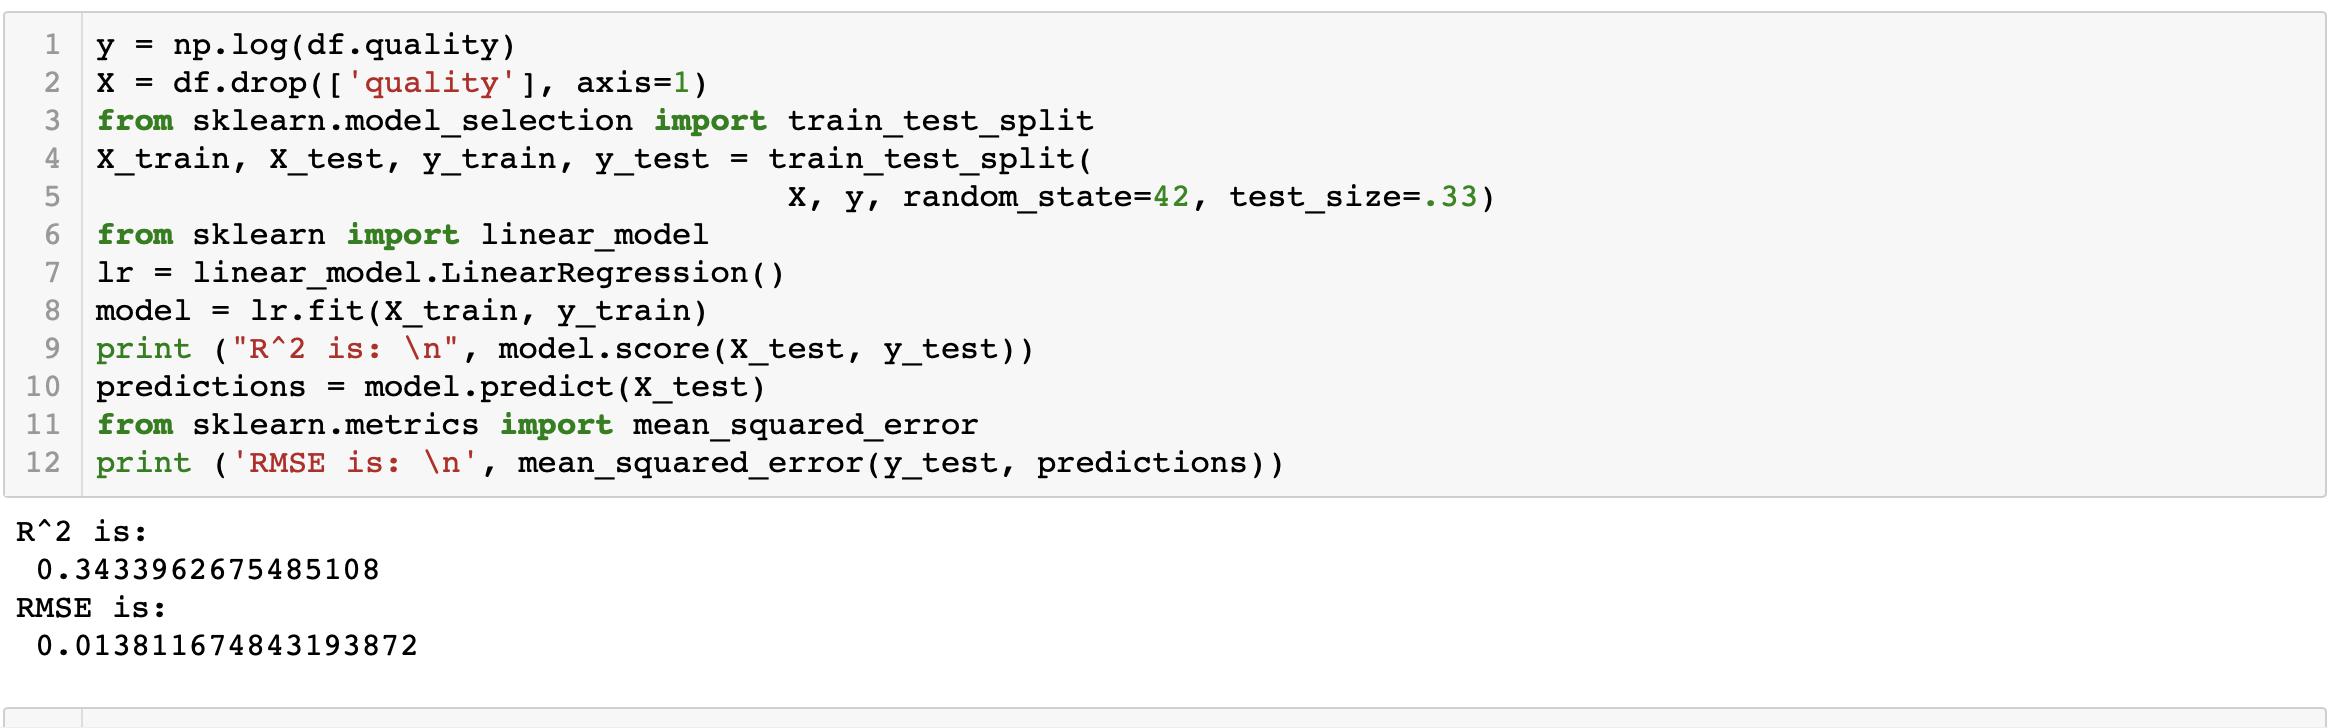 1 y = np.log(df.quality)
2 X = df.drop(['quality'], axis=1)
3 from sklearn.model_selection import train_test_split
4 X_train, X_test, y_train, y_test = train_test_split(
5                                     X, y, random_state=42, test_size=.33)
6 from sklearn import linear_model
7 lr = linear_model.LinearRegression()
8 model = lr.fit(X_train, y_train)
9 print ("R^2 is: \n", model.score(X_test, y_test))
10 predictions = model.predict(X_test)
11 from sklearn.metrics import mean_squared_error
12 print ('RMSE is: \n', mean_squared_error(y_test, predictions))
R^2 is:
 0.3433962675485108
RMSE is:
 0.013811674843193872